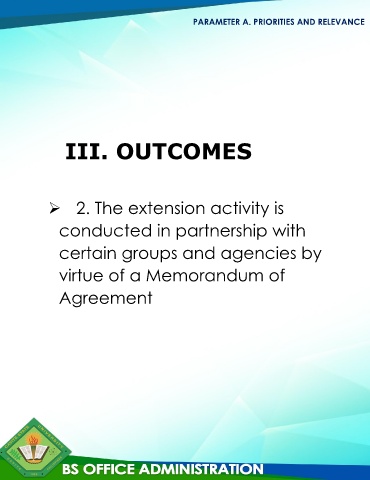 PARAMETER A. PRIORITIES AND RELEVANCE
III. OUTCOMES
➢ 2. The extension activity is
conducted in partnership with
certain groups and agencies by
virtue of a Memorandum of
Agreement
BS OFFICE ADMINISTRATION